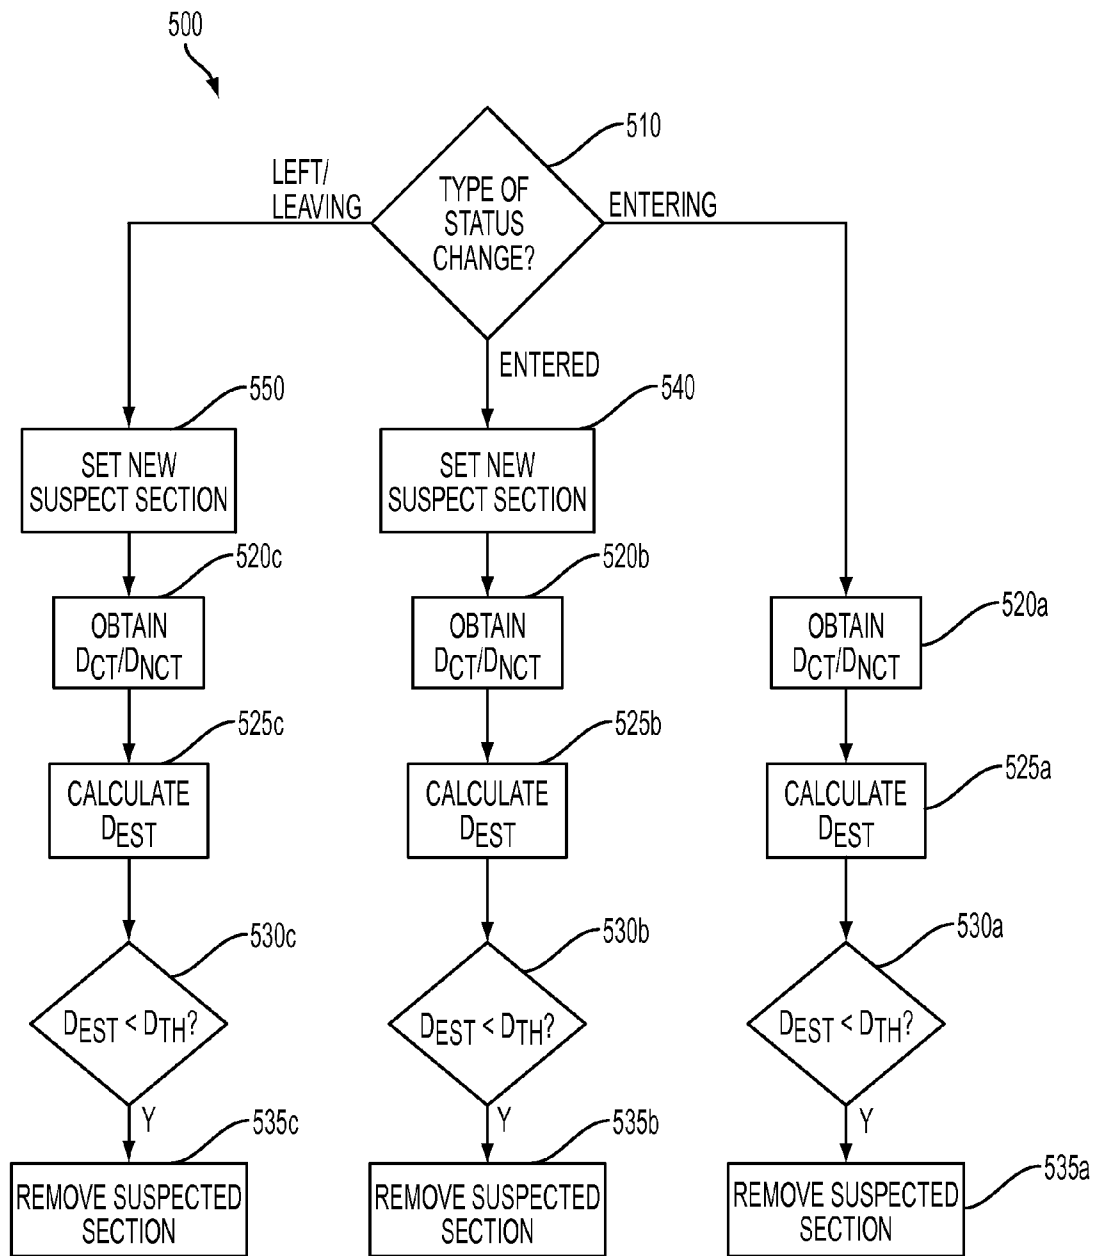 500
510
LEFT/
LEAVING
TYPE OF
STATUS
CHANGE?
ENTERING
ENTERED
550
540
SET NEW
SUSPECT SECTION
SET NEW
SUSPECT SECTION
520c
520b
520a
OBTAIN
DCT/DNCT
OBTAIN
DCT/DNCT
OBTAIN
DCT/DNCT
525c
525b
525a
CALCULATE
DEST
CALCULATE
DEST
CALCULATE
DEST
530c
530b
530a
DEST < DTH?
DEST < DTH?
DEST < DTH?
Y
Y
Y
535c
535b
535a
REMOVE SUSPECTED
SECTION
REMOVE SUSPECTED
SECTION
REMOVE SUSPECTED
SECTION